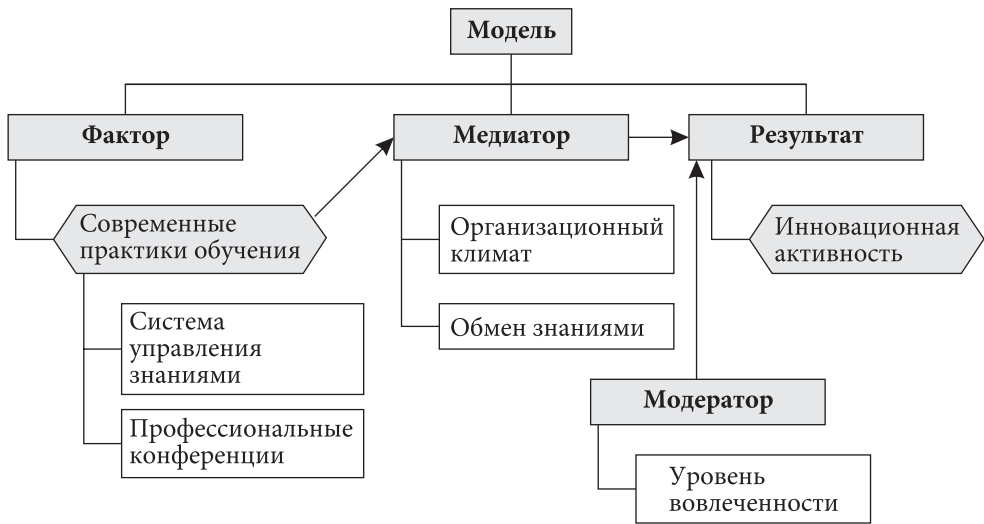 Модель
Фактор
Медиатор
Результат
Современные
практики обучения
Организационный
климат
Инновационная
активность
Система
управления
знаниями
Обмен знаниями
Модератор
Профессиональные
конференции
Уровень
вовлеченности